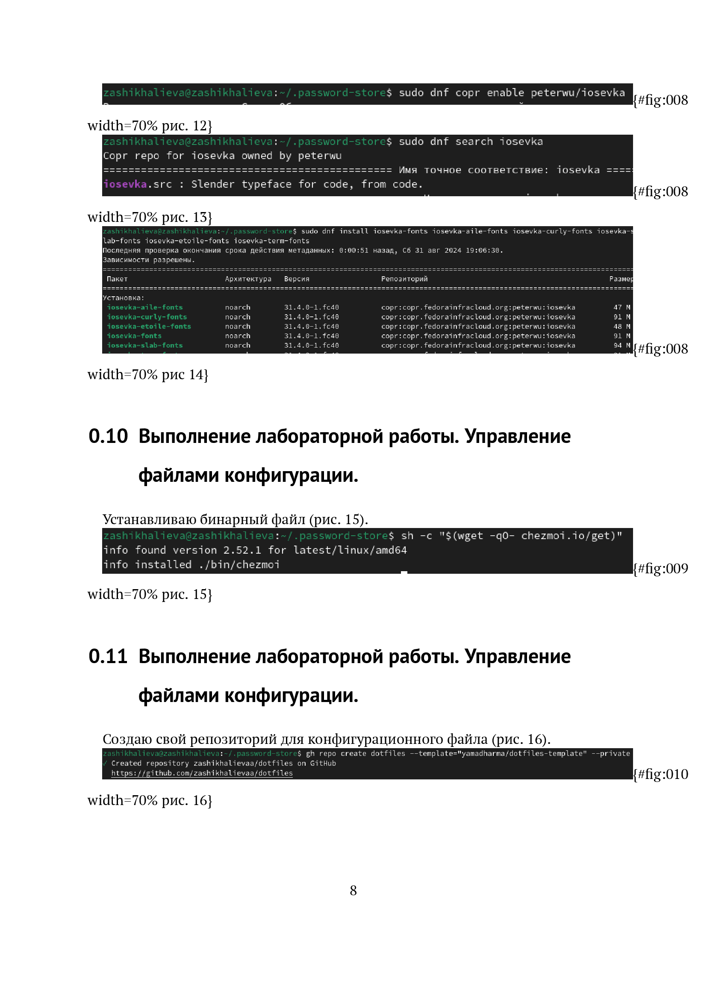 zashikhalieva@zashikhalieva:~/.password-store$ sudo dnf copr enable peterwu/iosevka
{#fig:008
width=70% рис. 12}
zashikhalieva@zashikhalieva:~/.password-store$ sudo dnf search iosevka
Copr repo for iosevka owned by peterwu
============================================== Имя точное соответствие: iosevka =====
iosevka.src : Slender typeface for code, from code.
{#fig:008
width=70% рис. 13}
zashikhalieva@zashikhalieva:~/.password-store$ sudo dnf install iosevka-fonts iosevka-aile-fonts iosevka-curly-fonts iosevka-s
lab-fonts iosevka-etoile-fonts iosevka-term-fonts
Последняя проверка окончания срока действия метаданных: 0:00:51 назад, Сб 31 авг 2024 19:06:30.
Зависимости разрешены.
Пакет Архитектура Версия Репозиторий Размер
Установка:
iosevka-aile-fonts noarch 31.4.0-1.fc40 copr:copr.fedorainfracloud.org:peterwu:iosevka 47 M
iosevka-curly-fonts noarch 31.4.0-1.fc40 copr:copr.fedorainfracloud.org:peterwu:iosevka 91 M
iosevka-etoile-fonts noarch 31.4.0-1.fc40 copr:copr.fedorainfracloud.org:peterwu:iosevka 48 M
iosevka-fonts noarch 31.4.0-1.fc40 copr:copr.fedorainfracloud.org:peterwu:iosevka 91 M
iosevka-slab-fonts noarch 31.4.0-1.fc40 copr:copr.fedorainfracloud.org:peterwu:iosevka 94 M
{#fig:008
width=70% рис 14}
0.10 Выполнение лабораторной работы. Управление
файлами конфигурации.
Устанавливаю бинарный файл (рис. 15).
zashikhalieva@zashikhalieva:~/.password-store$ sh -c "$(wget -qO- chezmoi.io/get)"
info found version 2.52.1 for latest/linux/amd64
info installed ./bin/chezmoi
{#fig:009
width=70% рис. 15}
0.11 Выполнение лабораторной работы. Управление
файлами конфигурации.
Создаю свой репозиторий для конфигурационного файла (рис. 16).
zashikhalieva@zashikhalieva:~/.password-store$ gh repo create dotfiles --template="yamadharma/dotfiles-template" --private
✓ Created repository zashikhalievaa/dotfiles on GitHub
https://github.com/zashikhalievaa/dotfiles
{#fig:010
width=70% рис. 16}
8